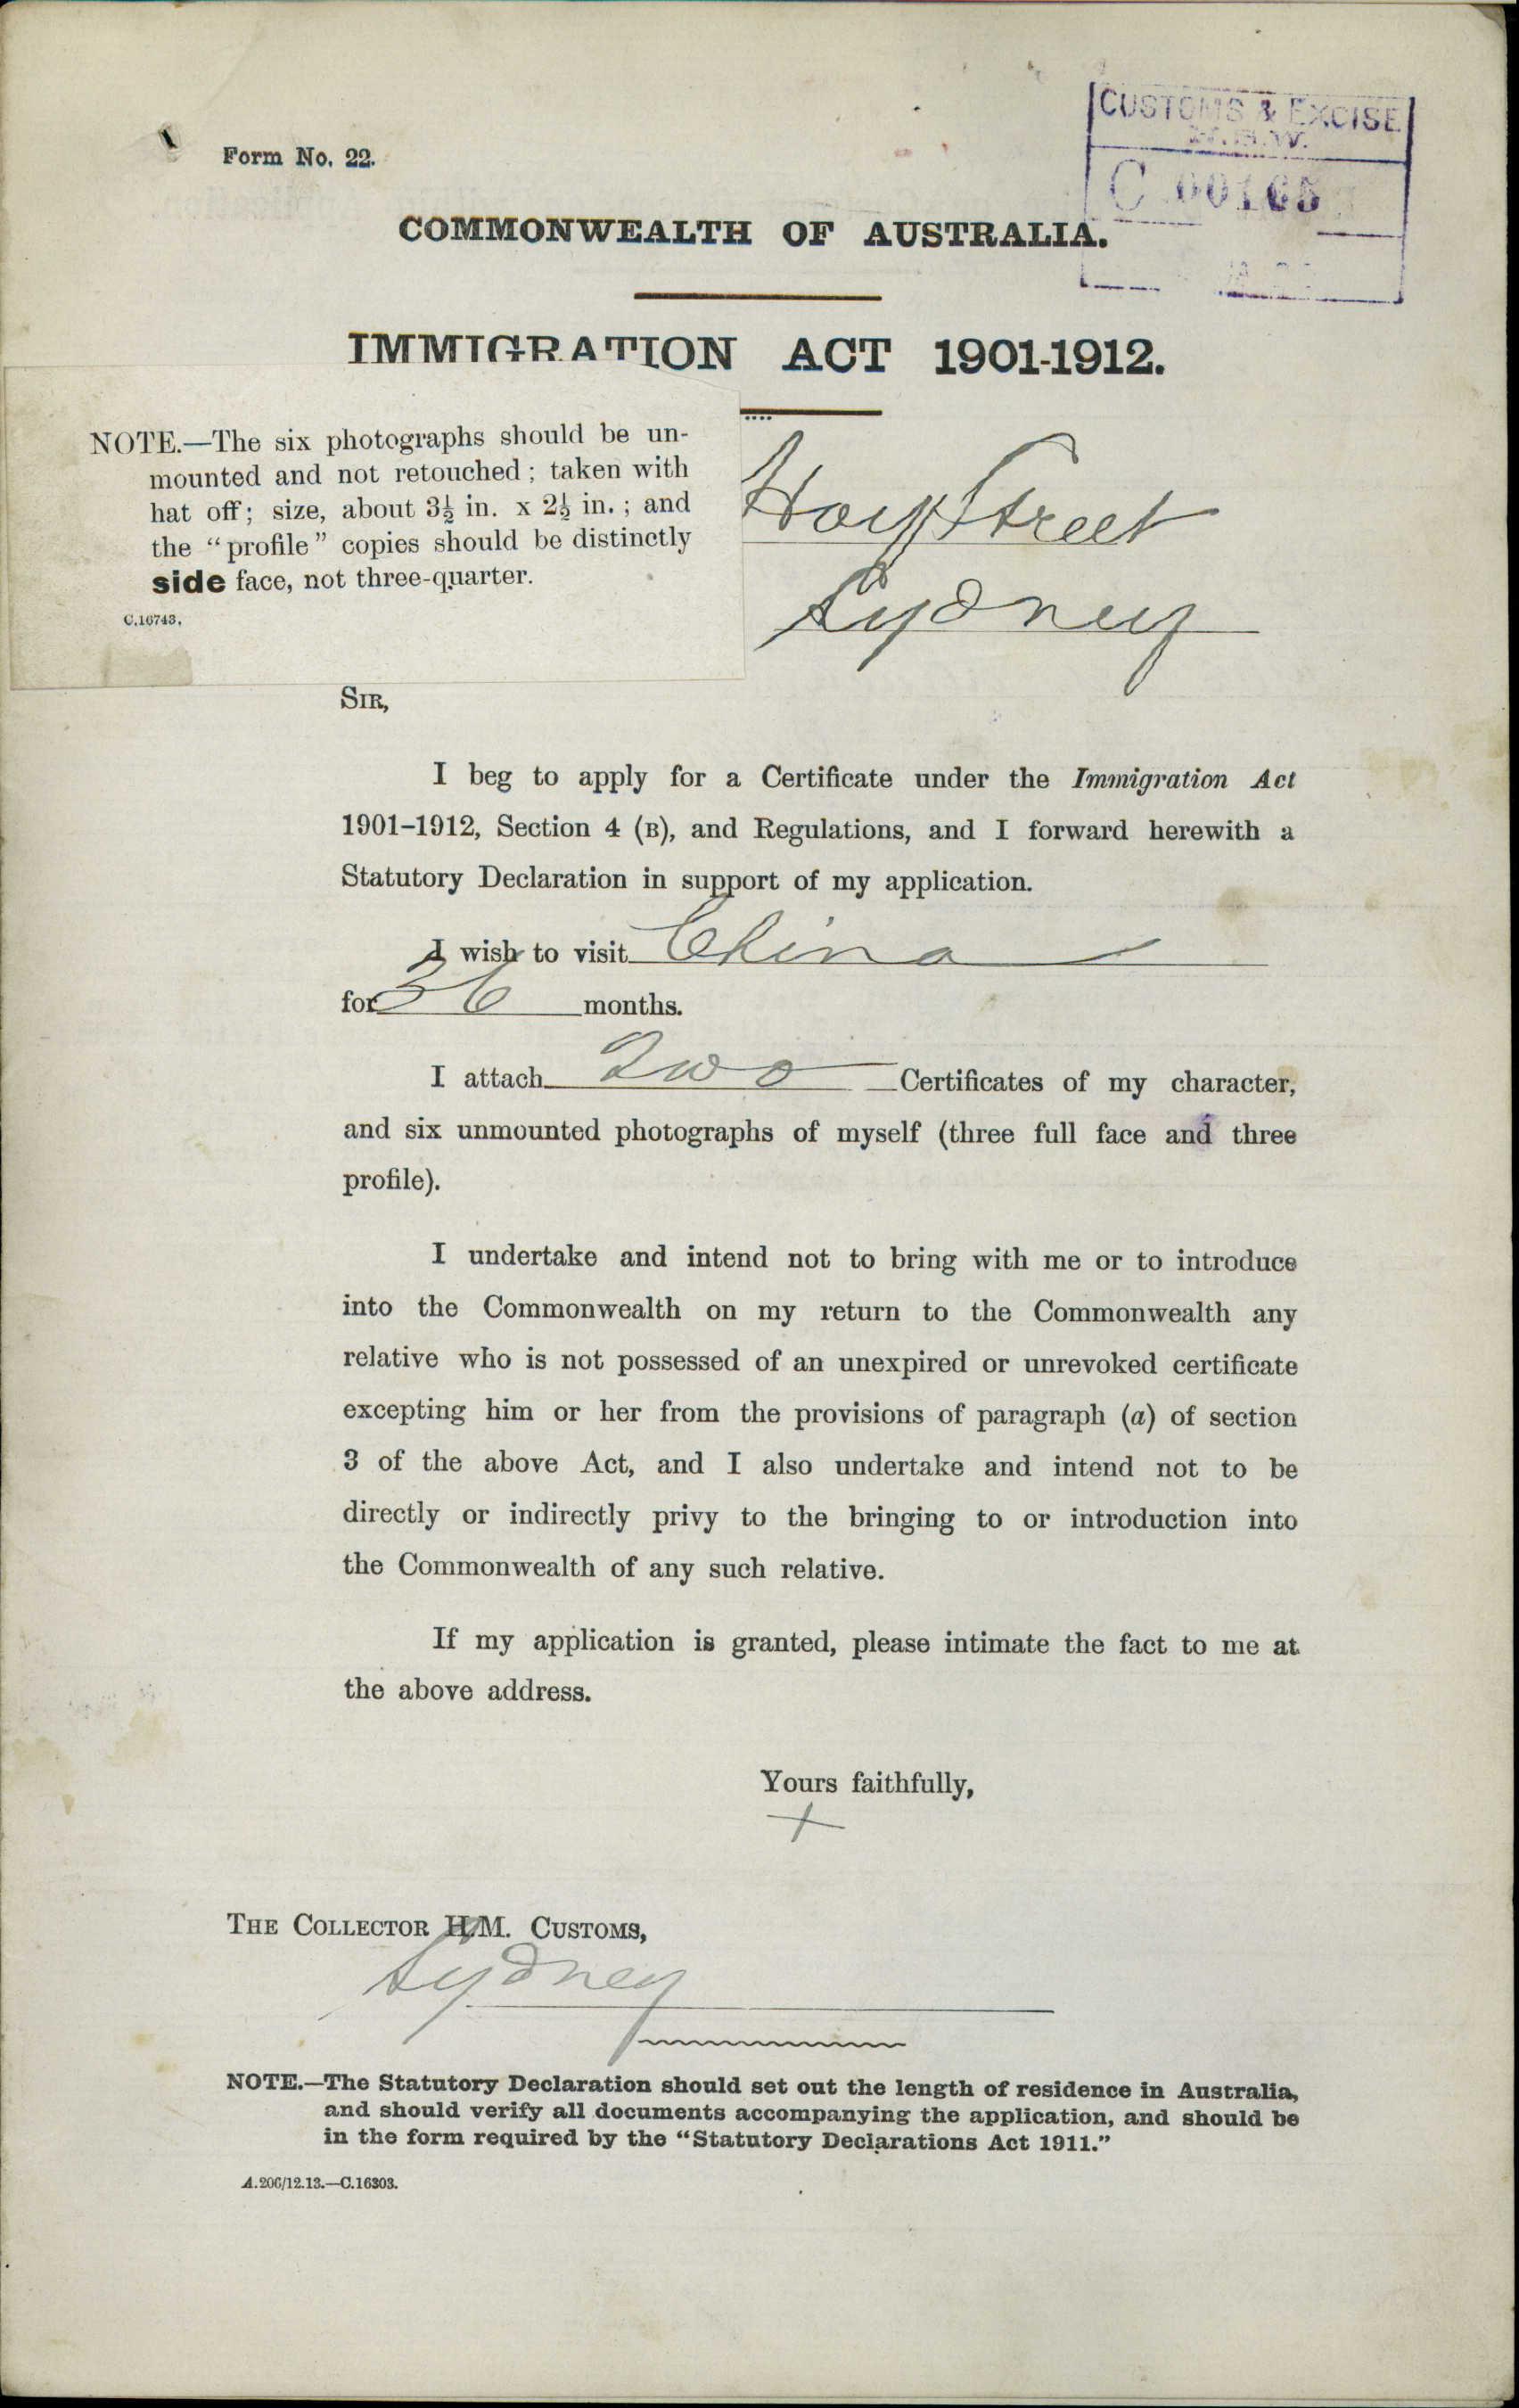 Form No. 22.
CUSTOMS & EXCISE
N.S.W.
C 00165
COMMONWEALTH OF AUSTRALIA.
IMMIGRATION ACT 1901-1912.
NOTE.—The six photographs should be un-
mounted and not retouched; taken with
hat off; size, about 3½ in. x 2½ in.; and
the "profile" copies should be distinctly
side face, not three-quarter.
C.16743.
Hay Street
Sydney
SIR,
I beg to apply for a Certificate under the Immigration Act
1901-1912, Section 4 (B), and Regulations, and I forward herewith a
Statutory Declaration in support of my application.
I wish to visit China
for 36 months.
I attach Two Certificates of my character,
and six unmounted photographs of myself (three full face and three
profile).
I undertake and intend not to bring with me or to introduce
into the Commonwealth on my return to the Commonwealth any
relative who is not possessed of an unexpired or unrevoked certificate
excepting him or her from the provisions of paragraph (a) of section
3 of the above Act, and I also undertake and intend not to be
directly or indirectly privy to the bringing to or introduction into
the Commonwealth of any such relative.
If my application is granted, please intimate the fact to me at
the above address.
Yours faithfully,
X
THE COLLECTOR H.M. CUSTOMS,
Sydney
NOTE.—The Statutory Declaration should set out the length of residence in Australia,
and should verify all documents accompanying the application, and should be
in the form required by the "Statutory Declarations Act 1911."
A.206/12.13.—C.16303.